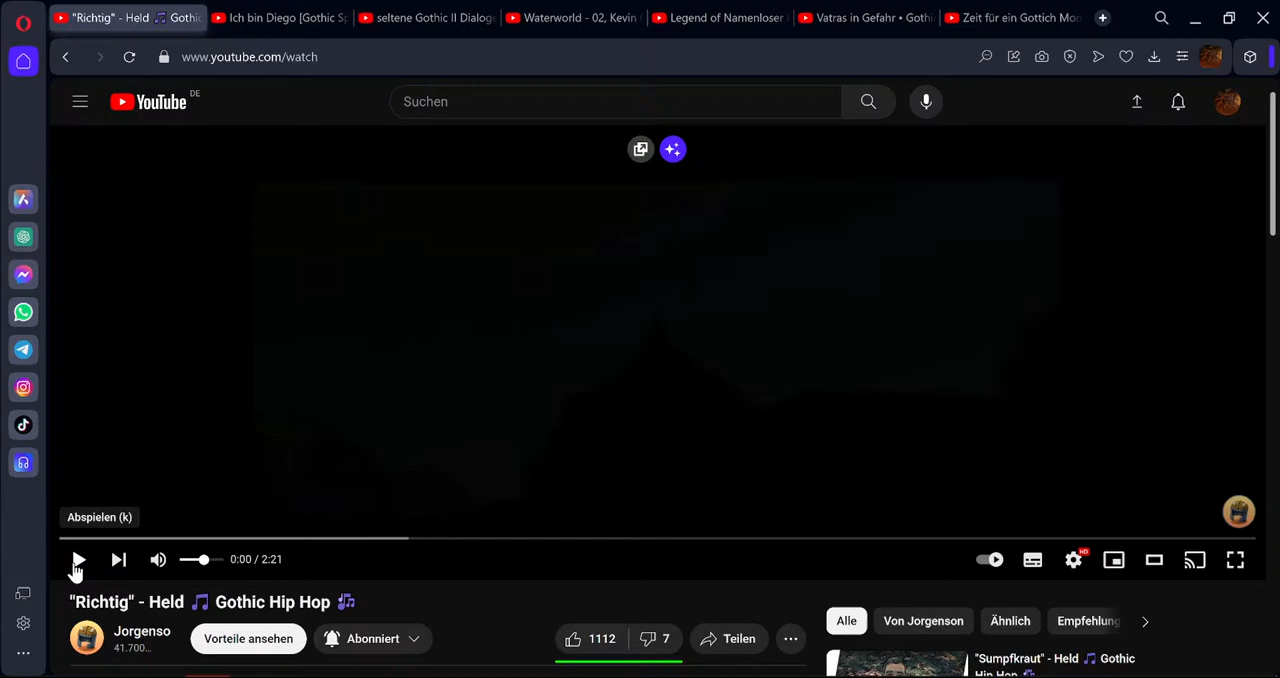 "Richtig" - Held 🎵 Gothic
Ich bin Diego [Gothic Sp
seltene Gothic II Dialoge
Waterworld - 02, Kevin C
Legend of Namenloser
Vatras in Gefahr • Gothi
Zeit für ein Gottich Mom
www.youtube.com/watch
YouTube DE
Suchen
Abspielen (k)
0:00 / 2:21
HD
"Richtig" - Held 🎵 Gothic Hip Hop 🎶
Jorgenso
41.700...
Vorteile ansehen
Abonniert
1112
7
Teilen
Alle
Von Jorgenson
Ähnlich
Empfehlung
"Sumpfkraut" - Held 🎵 Gothic
Hip Hop 🎶